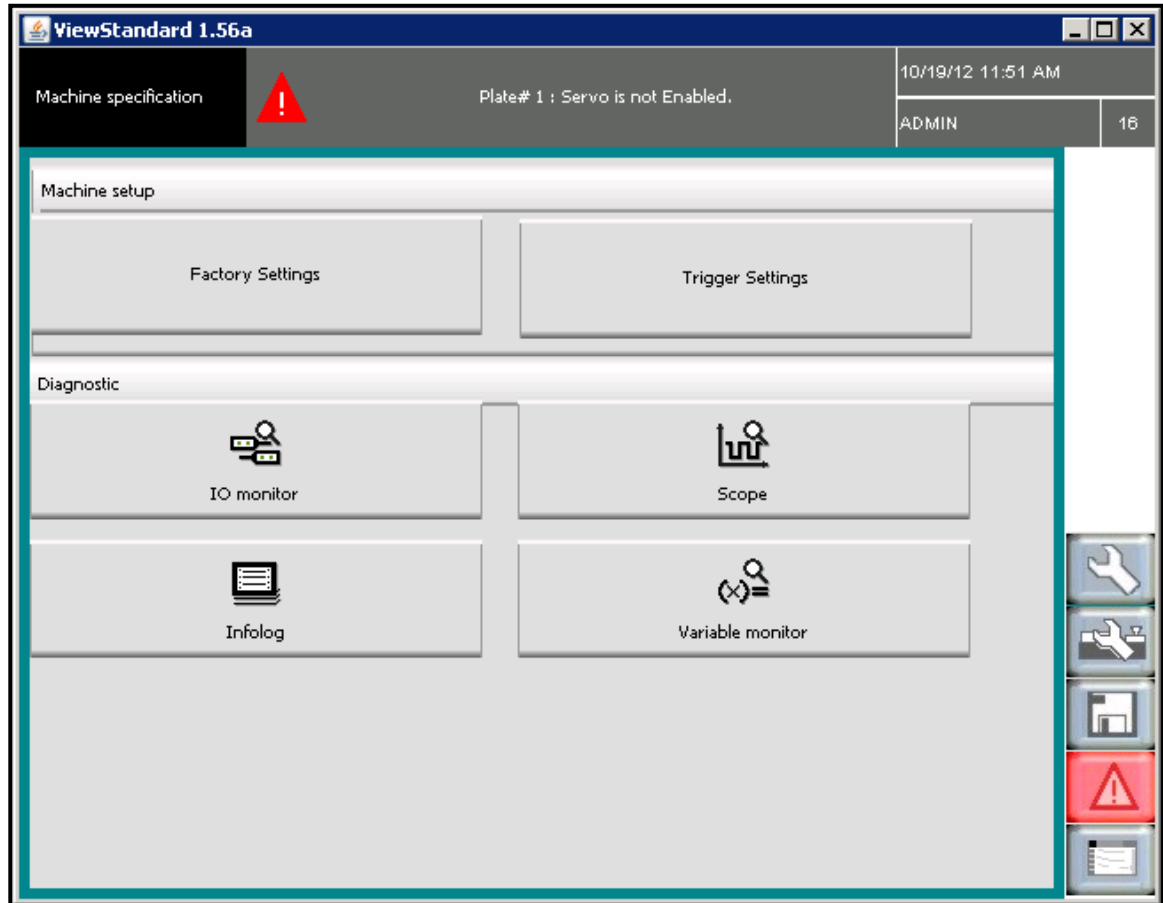 ViewStandard 1.56a
Machine specification
!
Plate# 1 : Servo is not Enabled.
10/19/12 11:51 AM
ADMIN
16
Machine setup
Factory Settings
Trigger Settings
Diagnostic
IO monitor
Scope
Infolog
(x)=
Variable monitor